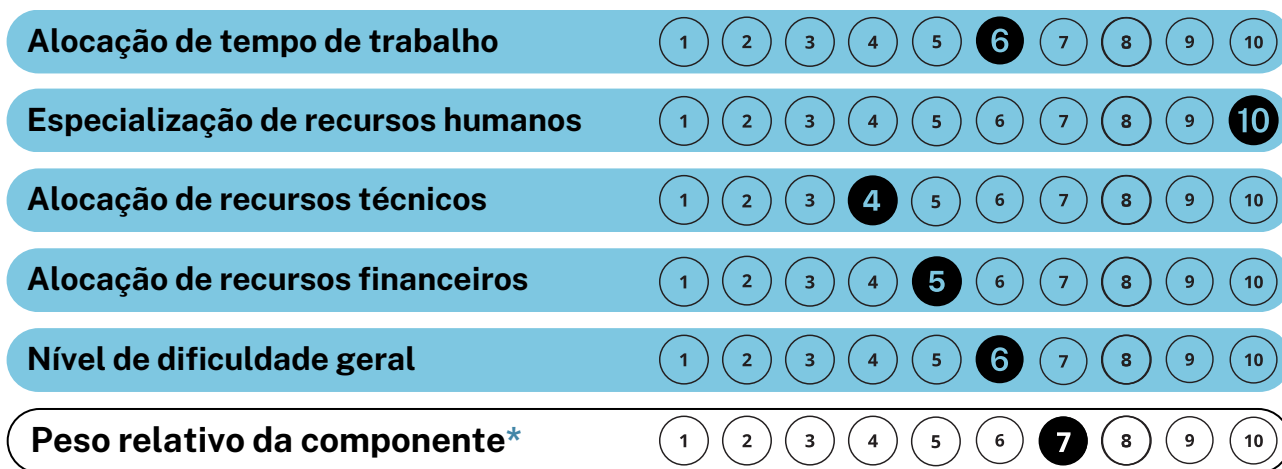 Alocação de tempo de trabalho 1 2 3 4 5 6 7 8 9 10
Especialização de recursos humanos 1 2 3 4 5 6 7 8 9 10
Alocação de recursos técnicos 1 2 3 4 5 6 7 8 9 10
Alocação de recursos financeiros 1 2 3 4 5 6 7 8 9 10
Nível de dificuldade geral 1 2 3 4 5 6 7 8 9 10
Peso relativo da componente* 1 2 3 4 5 6 7 8 9 10